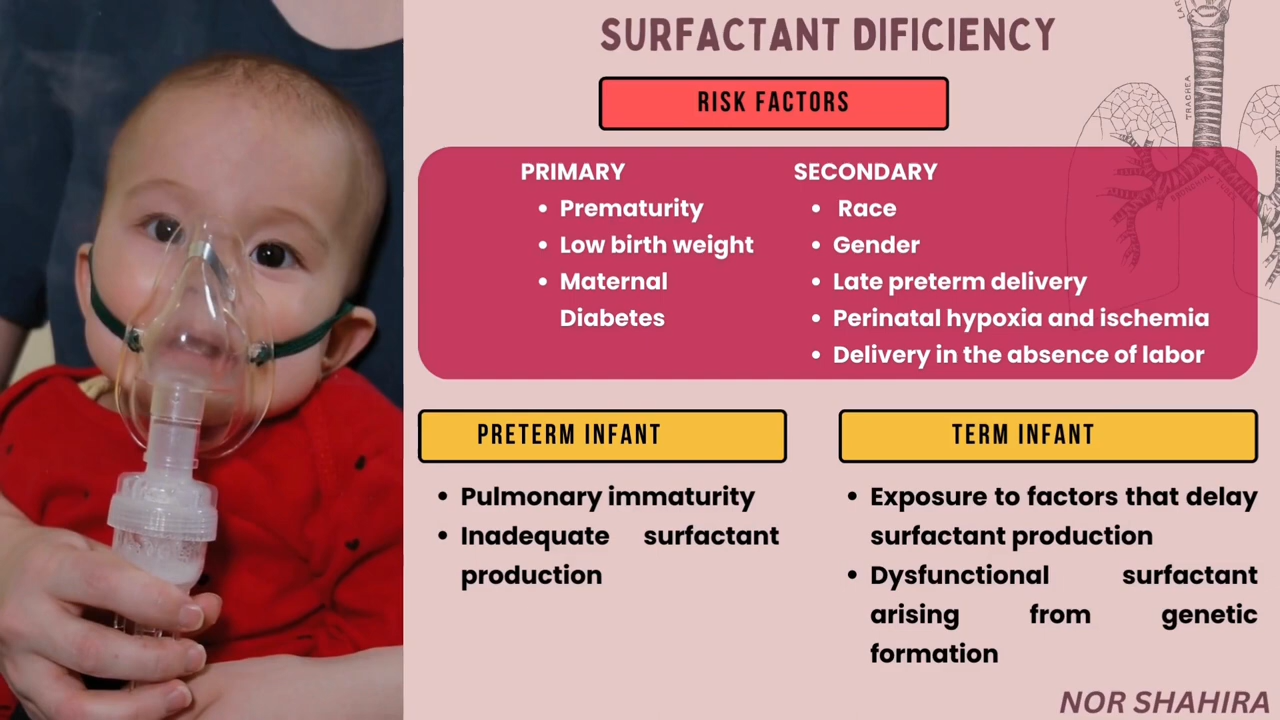 SURFACTANT DIFICIENCY
RISK FACTORS
PRIMARY
• Prematurity
• Low birth weight
• Maternal
Diabetes
SECONDARY
• Race
• Gender
• Late preterm delivery
• Perinatal hypoxia and ischemia
• Delivery in the absence of labor
TRACHEA
PRETERM INFANT
• Pulmonary immaturity
• Inadequate surfactant
production
TERM INFANT
• Exposure to factors that delay
surfactant production
• Dysfunctional surfactant
arising from genetic
formation
NOR SHAHIRA